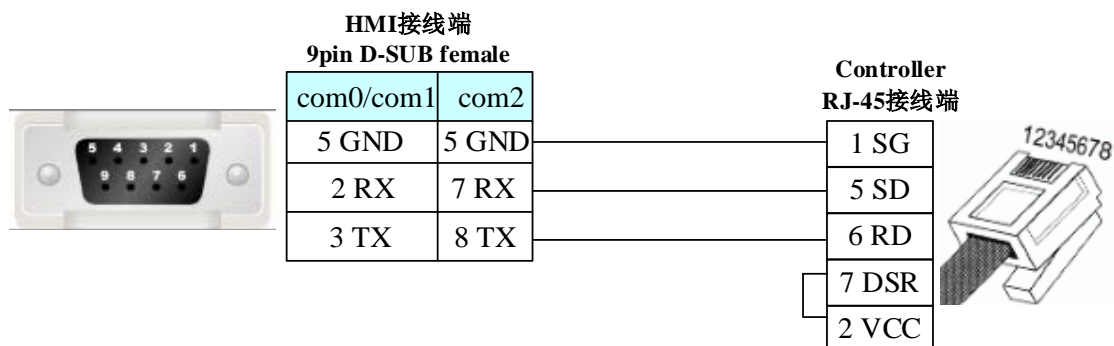 HMI接线端
9pin D-SUB female
com0/com1 com2
5 GND 5 GND
2 RX 7 RX
3 TX 8 TX
5 4 3 2 1
9 8 7 6
Controller
RJ-45接线端
1 SG
5 SD
6 RD
7 DSR
2 VCC
12345678